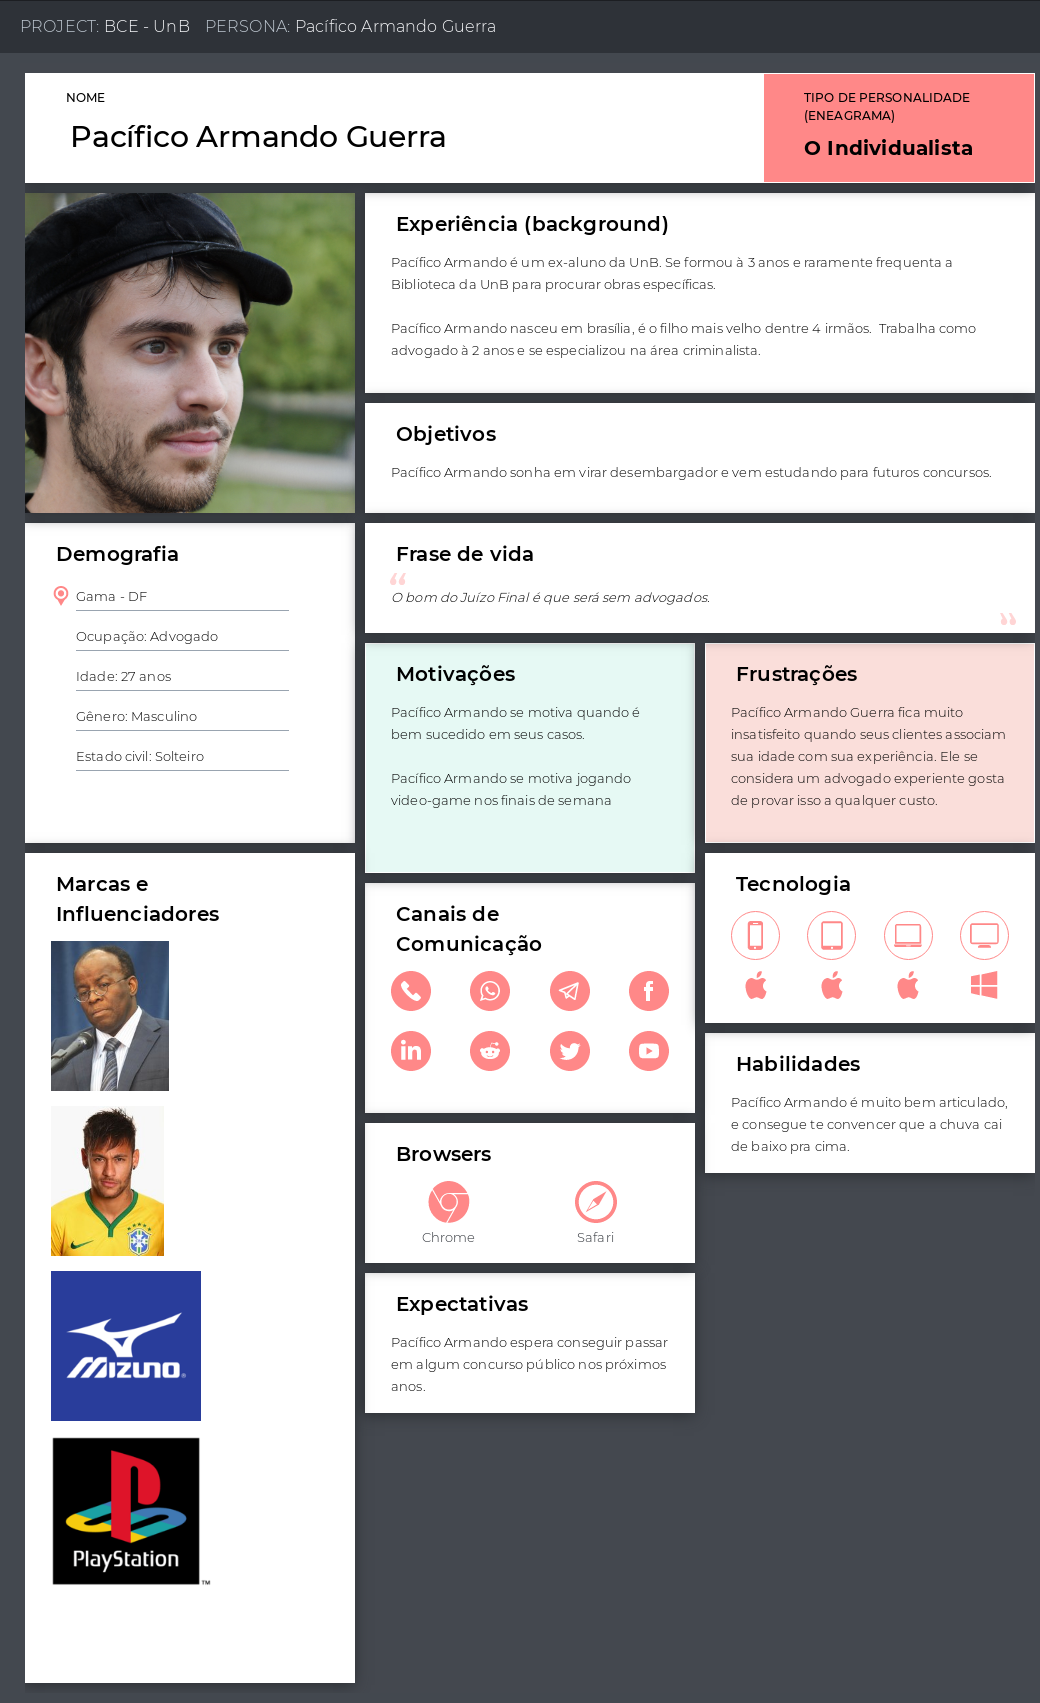 PROJECT: BCE - UnB PERSONA: Pacífico Armando Guerra
NOME
Pacífico Armando Guerra
TIPO DE PERSONALIDADE
(ENEAGRAMA)
O Individualista
Experiência (background)
Pacífico Armando é um ex-aluno da UnB. Se formou à 3 anos e raramente frequenta a
Biblioteca da UnB para procurar obras específicas.
Pacífico Armando nasceu em brasília, é o filho mais velho dentre 4 irmãos. Trabalha como
advogado à 2 anos e se especializou na área criminalista.
Objetivos
Pacífico Armando sonha em virar desembargador e vem estudando para futuros concursos.
Demografia
Gama - DF
Ocupação: Advogado
Idade: 27 anos
Gênero: Masculino
Estado civil: Solteiro
Frase de vida
“
O bom do Juízo Final é que será sem advogados.
”
Motivações
Pacífico Armando se motiva quando é
bem sucedido em seus casos.
Pacífico Armando se motiva jogando
video-game nos finais de semana
Frustrações
Pacífico Armando Guerra fica muito
insatisfeito quando seus clientes associam
sua idade com sua experiência. Ele se
considera um advogado experiente gosta
de provar isso a qualquer custo.
Marcas e
Influenciadores
MIZUNO®
PlayStation
™
Canais de
Comunicação
Tecnologia
Habilidades
Pacífico Armando é muito bem articulado,
e consegue te convencer que a chuva cai
de baixo pra cima.
Browsers
Chrome
Safari
Expectativas
Pacífico Armando espera conseguir passar
em algum concurso público nos próximos
anos.